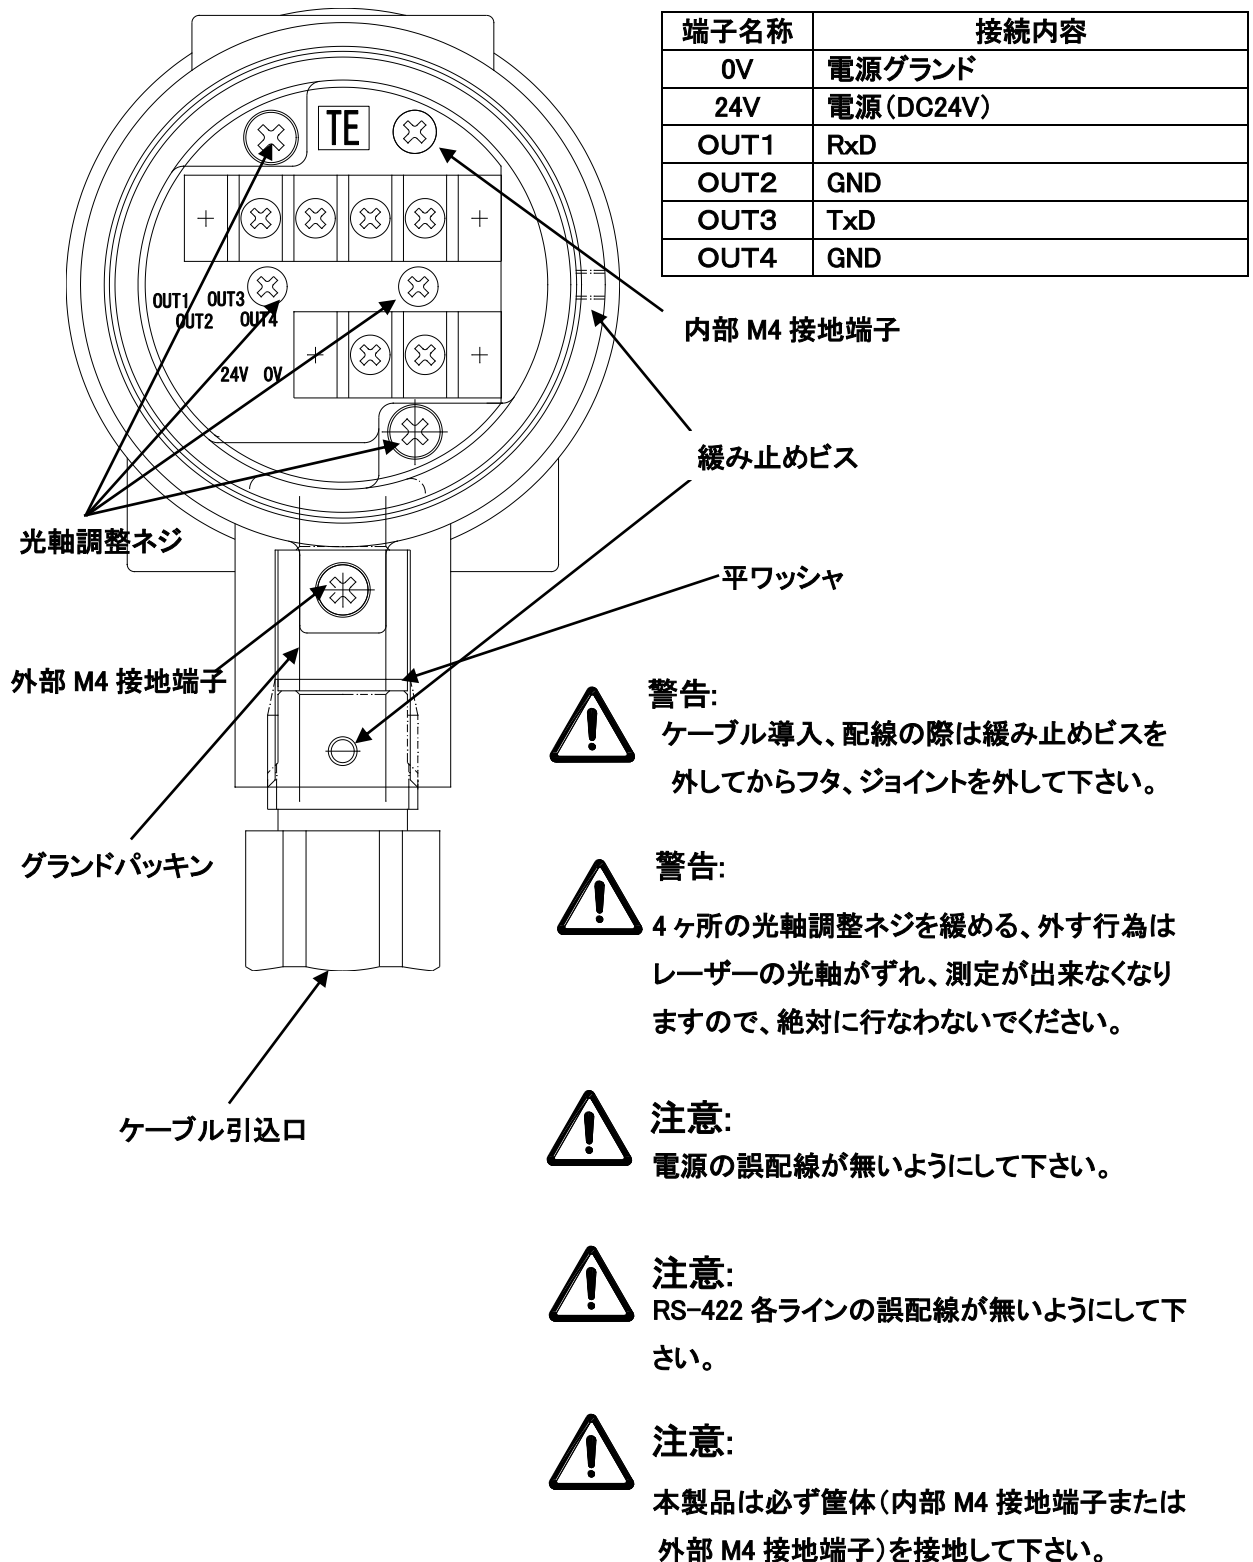 端子名称 接続内容
0V 電源グランド
24V 電源(DC24V)
OUT1 RxD
OUT2 GND
OUT3 TxD
OUT4 GND
TE
OUT1 OUT3
OUT2 OUT4
24V 0V
内部 M4 接地端子
緩み止めビス
光軸調整ネジ
平ワッシャ
外部 M4 接地端子
グランドパッキン
ケーブル引込口
警告:
ケーブル導入、配線の際は緩み止めビスを
外してからフタ、ジョイントを外して下さい。
警告:
4 ヶ所の光軸調整ネジを緩める、外す行為は
レーザーの光軸がずれ、測定が出来なくなり
ますので、絶対に行なわないでください。
注意:
電源の誤配線が無いようにして下さい。
注意:
RS-422 各ラインの誤配線が無いようにして下
さい。
注意:
本製品は必ず筐体(内部 M4 接地端子または
外部 M4 接地端子)を接地して下さい。